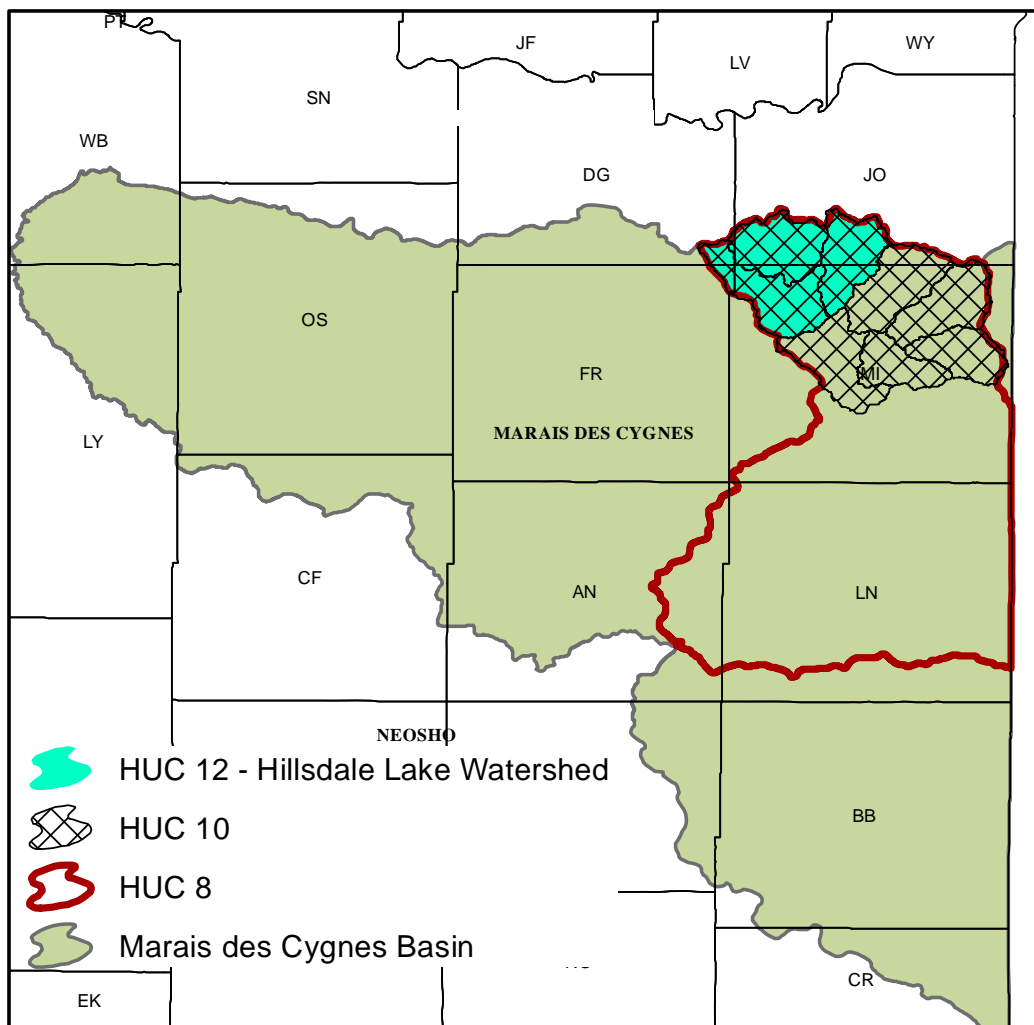 PT
JF
WY
LV
SN
WB
DG
JO
OS
FR
MI
MARAIS DES CYGNES
LY
CF
AN
LN
NEOSHO
HUC 12 - Hillsdale Lake Watershed
HUC 10
BB
HUC 8
Marais des Cygnes Basin
CR
EK